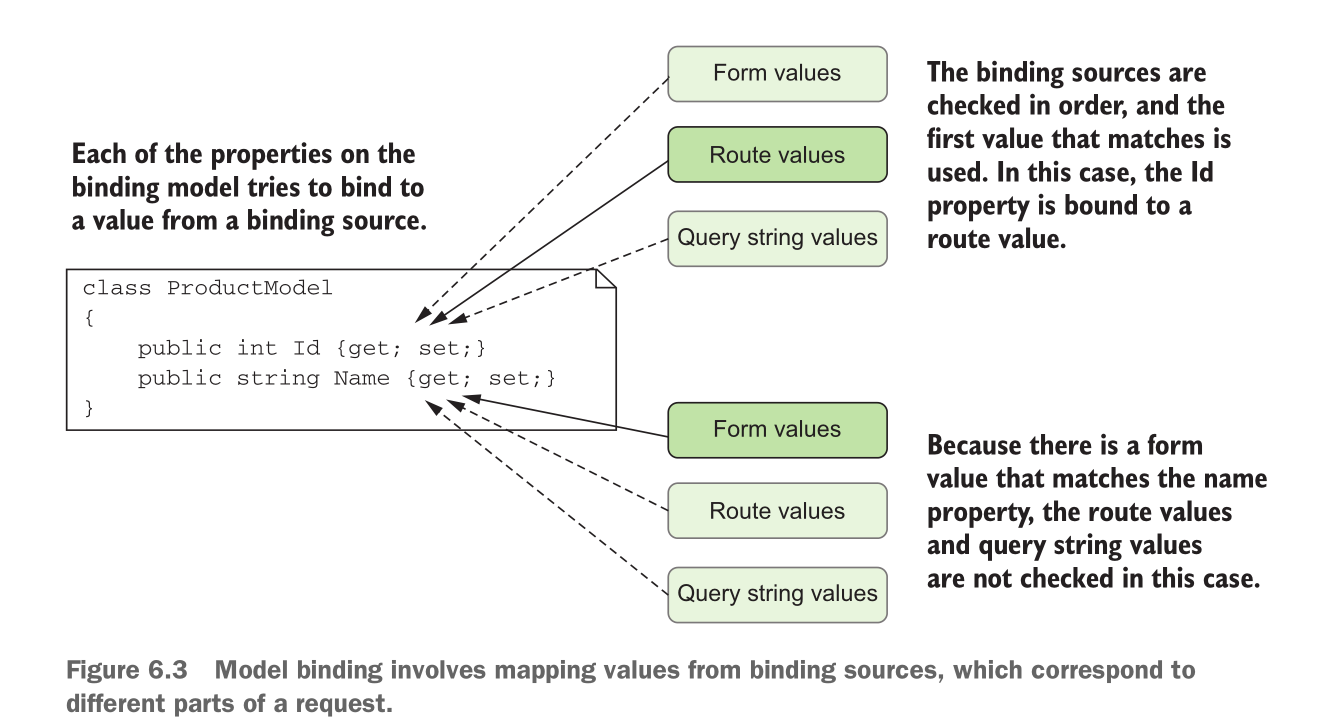 Each of the properties on the
binding model tries to bind to
a value from a binding source.
class ProductModel
{
    public int Id {get; set;}
    public string Name {get; set;}
}
Form values
Route values
Query string values
The binding sources are
checked in order, and the
first value that matches is
used. In this case, the Id
property is bound to a
route value.
Form values
Route values
Query string values
Because there is a form
value that matches the name
property, the route values
and query string values
are not checked in this case.
Figure 6.3 Model binding involves mapping values from binding sources, which correspond to
different parts of a request.